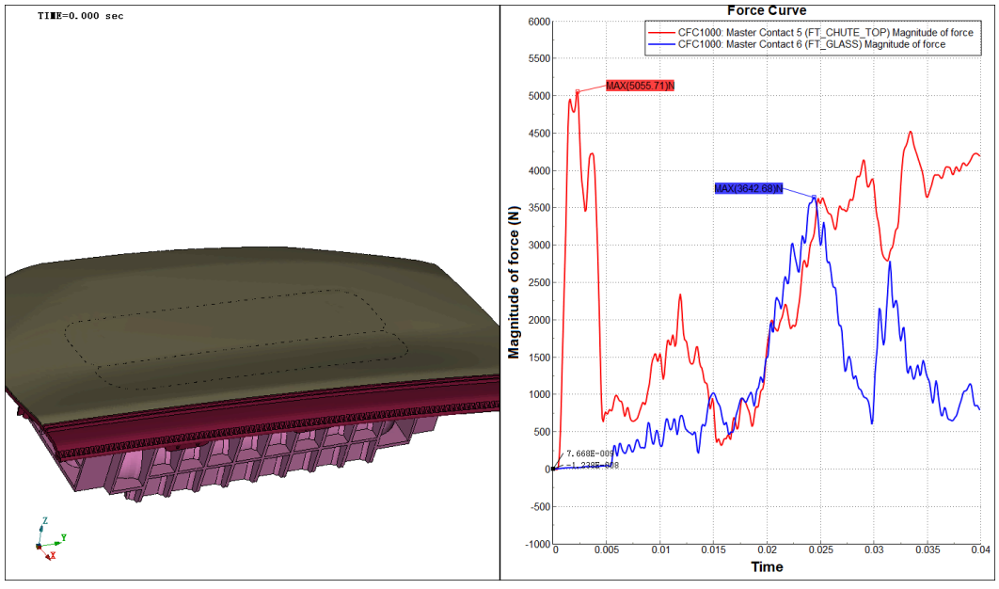 TIME=0.000 sec
Z
Y
X
Force Curve
CFC1000: Master Contact 5 (FT_CHUTE_TOP) Magnitude of force
CFC1000: Master Contact 6 (FT_GLASS) Magnitude of force
MAX(5055.71)N
MAX(3642.68)N
Magnitude of force (N)
6000
5500
5000
4500
4000
3500
3000
2500
2000
1500
1000
500
0
-500
-1000
0 0.005 0.01 0.015 0.02 0.025 0.03 0.035 0.04
Time